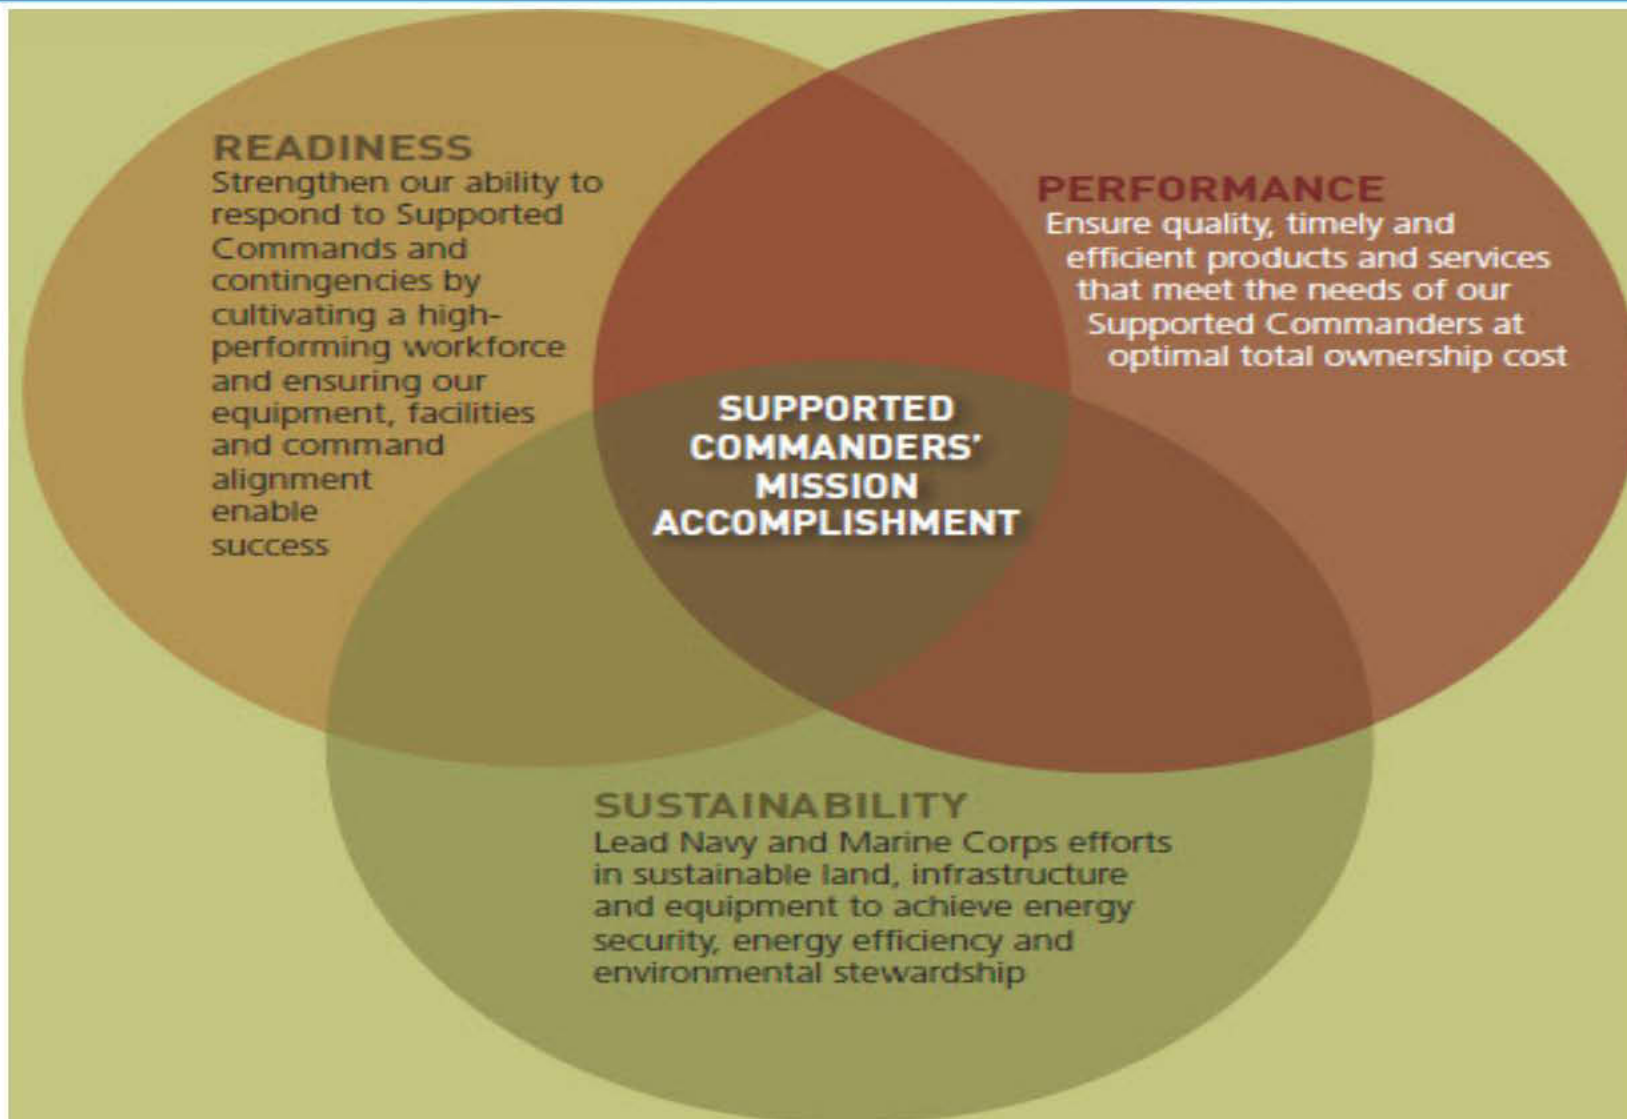 READINESS
Strengthen our ability to
respond to Supported
Commands and
contingencies by
cultivating a high-
performing workforce
and ensuring our
equipment, facilities
and command
alignment
enable
success
PERFORMANCE
Ensure quality, timely and
efficient products and services
that meet the needs of our
Supported Commanders at
optimal total ownership cost
SUPPORTED
COMMANDERS’
MISSION
ACCOMPLISHMENT
SUSTAINABILITY
Lead Navy and Marine Corps efforts
in sustainable land, infrastructure
and equipment to achieve energy
security, energy efficiency and
environmental stewardship